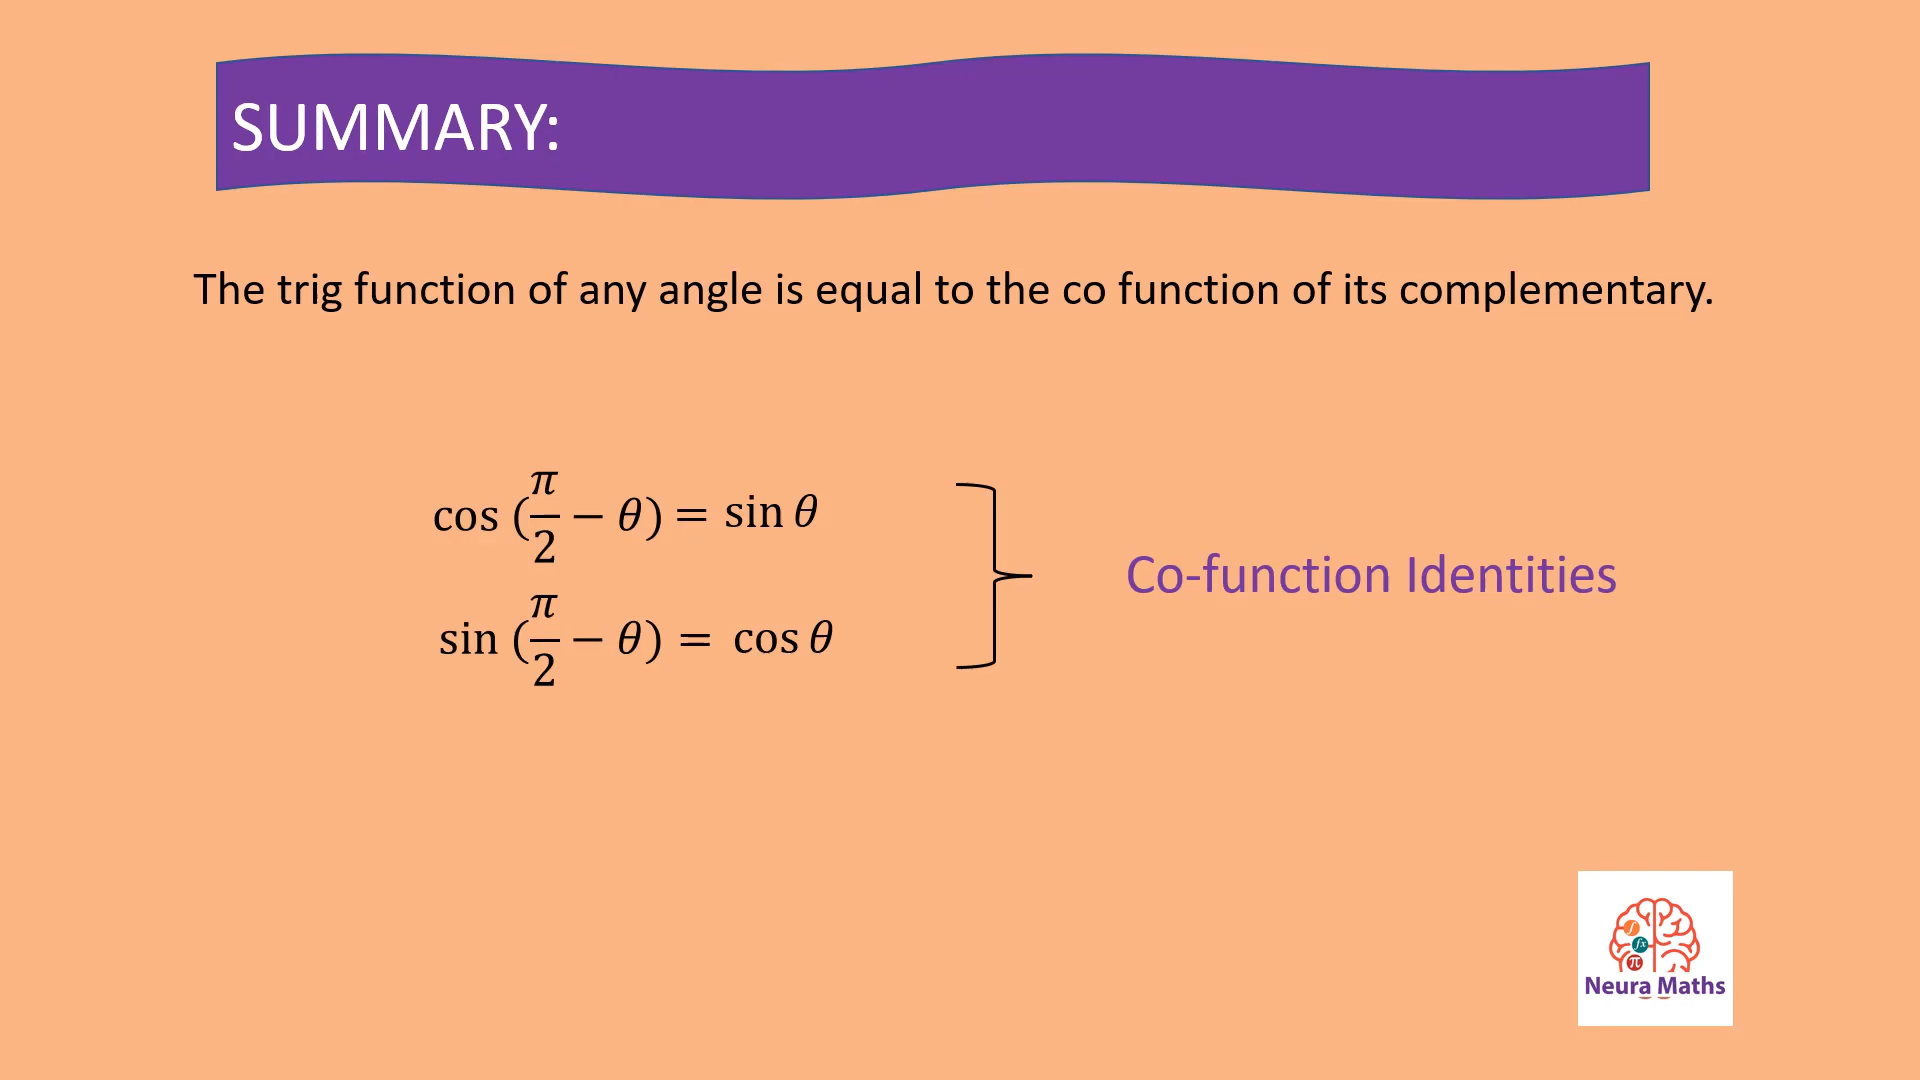 SUMMARY:
The trig function of any angle is equal to the co function of its complementary.
cos (π/2 − θ) = sin θ
sin (π/2 − θ) = cos θ
Co-function Identities
f
fx
π
Neura Maths